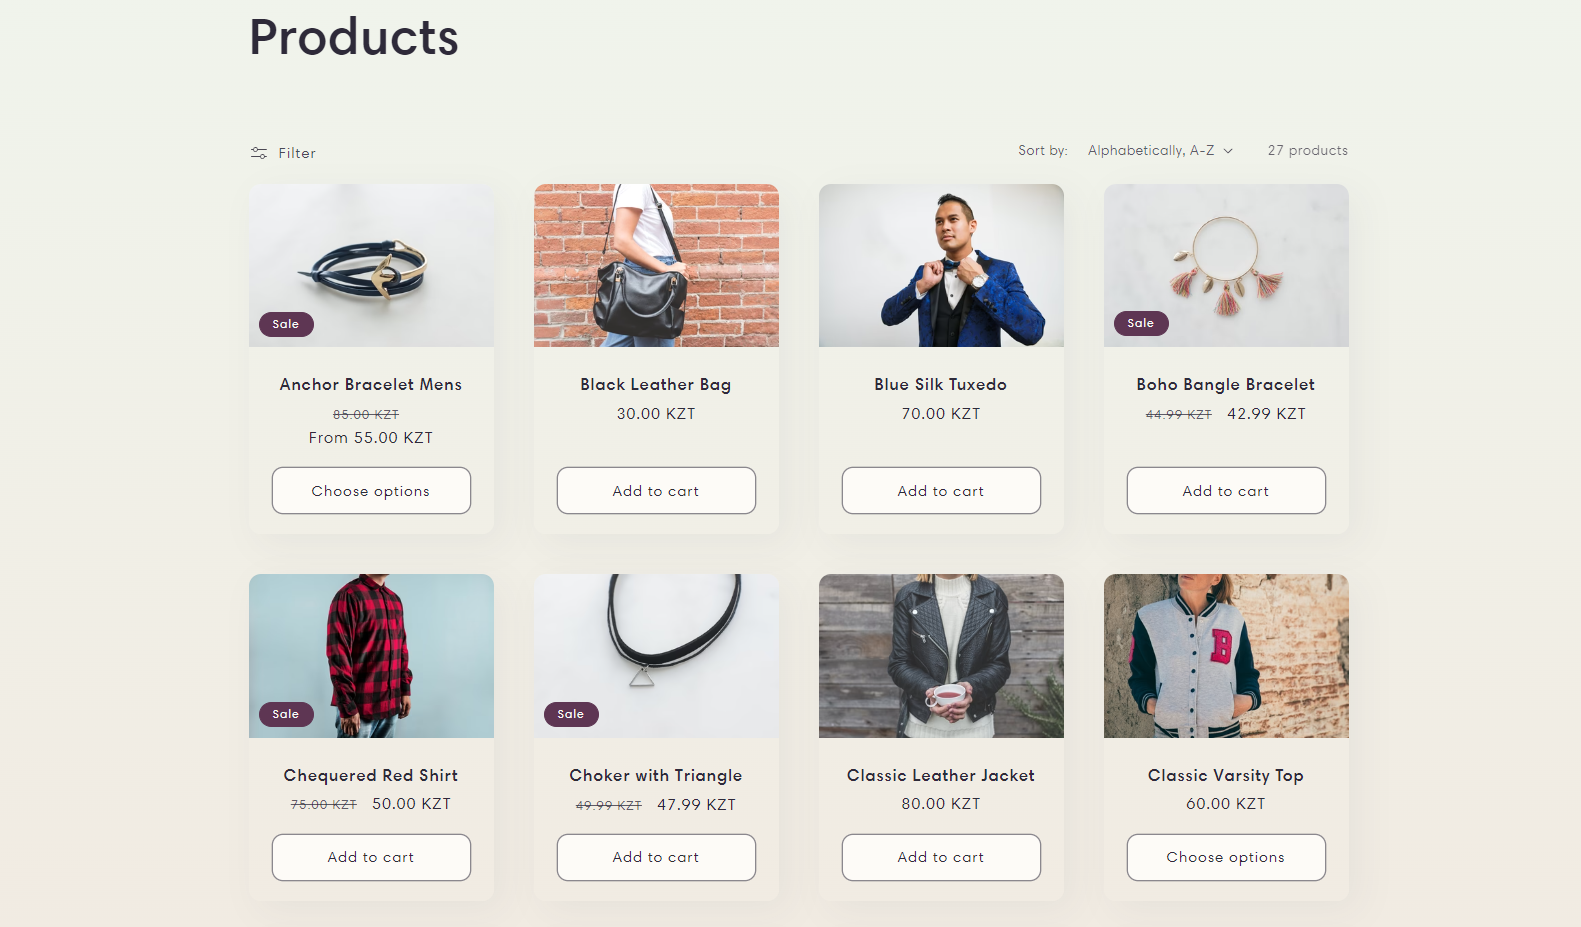 Products
Filter
Sort by: Alphabetically, A-Z 27 products
Sale
Sale
Anchor Bracelet Mens
85.00 KZT
From 55.00 KZT
Choose options
Black Leather Bag
30.00 KZT
Add to cart
Blue Silk Tuxedo
70.00 KZT
Add to cart
Boho Bangle Bracelet
44.99 KZT 42.99 KZT
Add to cart
Sale
Sale
B
Chequered Red Shirt
75.00 KZT 50.00 KZT
Add to cart
Choker with Triangle
49.99 KZT 47.99 KZT
Add to cart
Classic Leather Jacket
80.00 KZT
Add to cart
Classic Varsity Top
60.00 KZT
Choose options